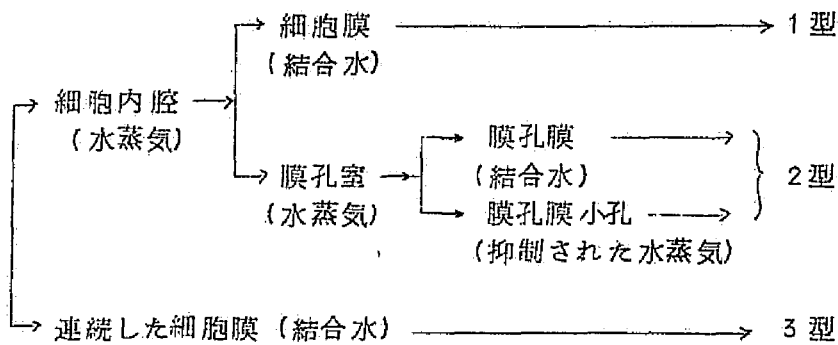 細胞膜 1型
(結合水)
細胞内腔
(水蒸気)
膜孔室 膜孔膜 2型
(水蒸気) (結合水)
膜孔膜小孔
(抑制された水蒸気)
連続した細胞膜 (結合水) 3型